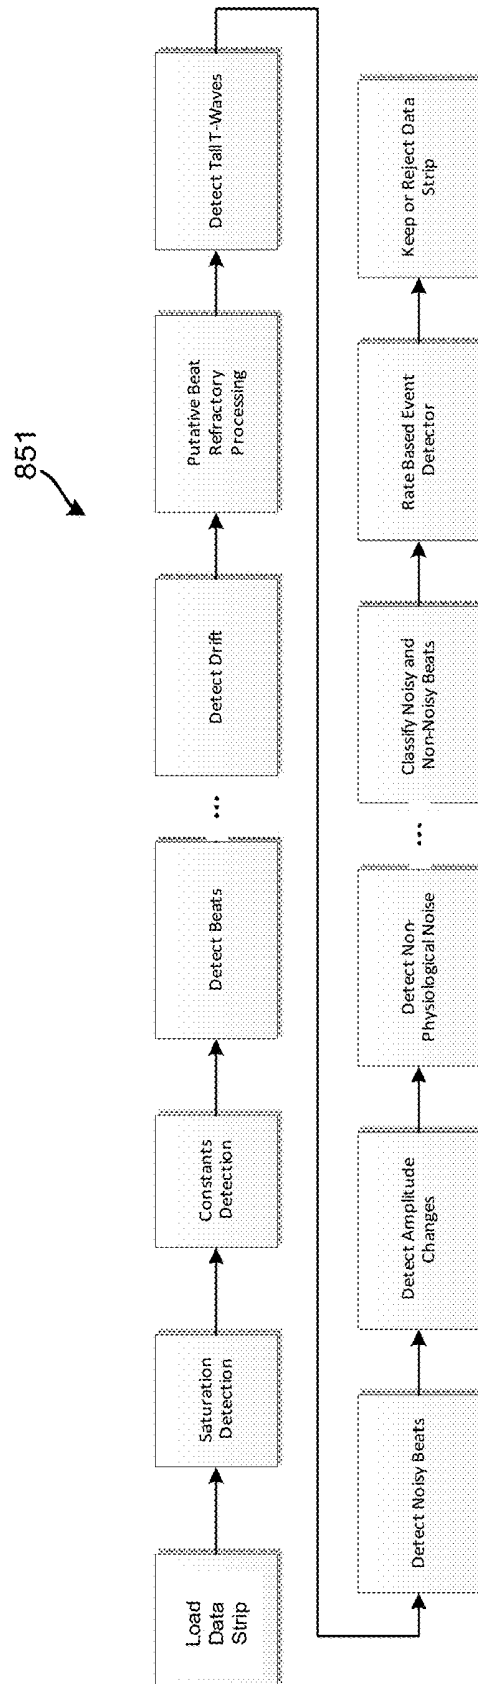 851
Load
Data
Strip
Saturation
Detection
Constants
Detection
Detect Beats
...
Detect Drift
Putative Beat
Refractory
Processing
Detect Tall T-Waves
Detect Noisy Beats
Detect Amplitude
Changes
Detect Non-
Physiological Noise
...
Classify Noisy and
Non-Noisy Beats
Rate Based Event
Detector
Keep or Reject Data
Strip